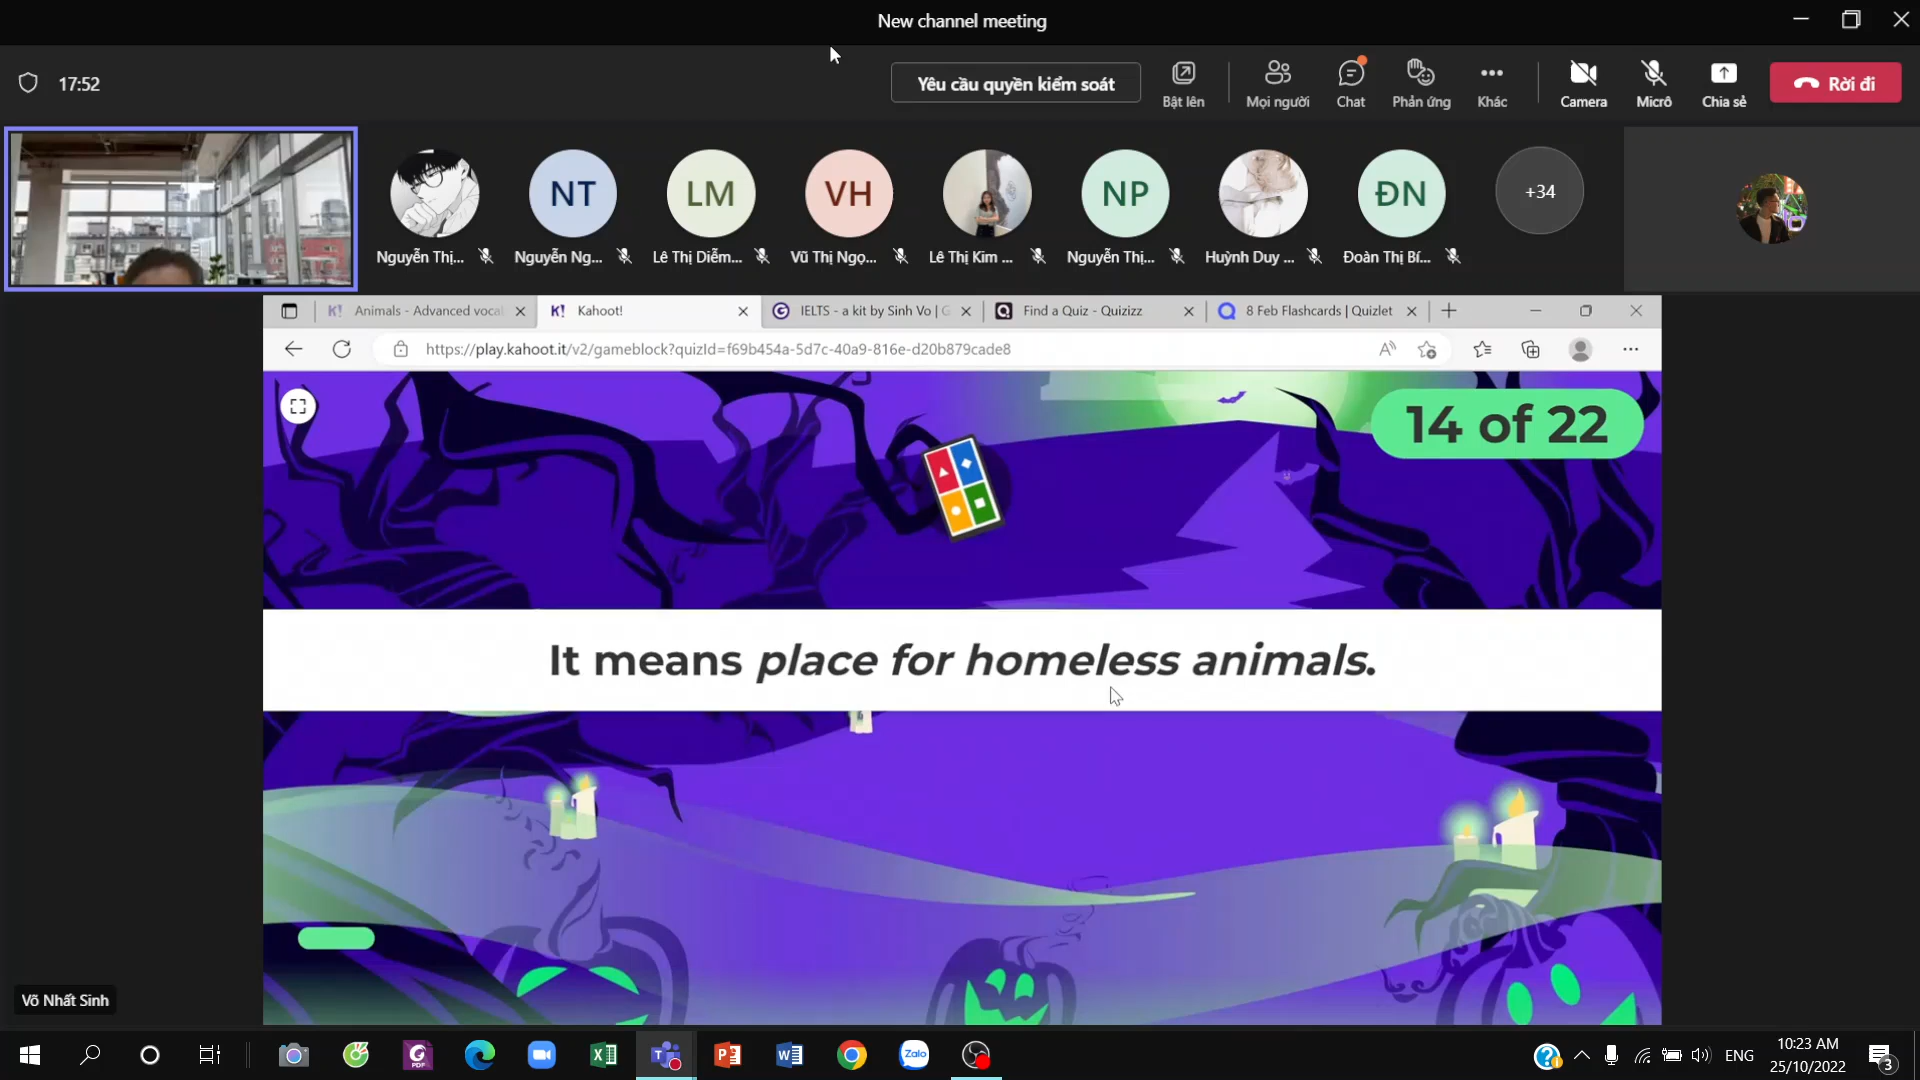 New channel meeting
17:52
Yêu cầu quyền kiểm soát
Bật lên
Mọi người
Chat
Phản ứng
Khác
Camera
Micrô
Chia sẻ
Rời đi
NT
LM
VH
NP
ĐN
+34
Nguyễn Thị...
Nguyễn Ng...
Lê Thị Diễm...
Vũ Thị Ngọ...
Lê Thị Kim ...
Nguyễn Thị...
Huỳnh Duy ...
Đoàn Thị Bí...
K! Animals - Advanced voca
K! Kahoot!
IELTS - a kit by Sinh Vo | G
Find a Quiz - Quizizz
8 Feb Flashcards | Quizlet
https://play.kahoot.it/v2/gameblock?quizId=f69b454a-5d7c-40a9-816e-d20b879cade8
14 of 22
It means place for homeless animals.
Võ Nhất Sinh
Zalo
ENG
10:23 AM
25/10/2022
3